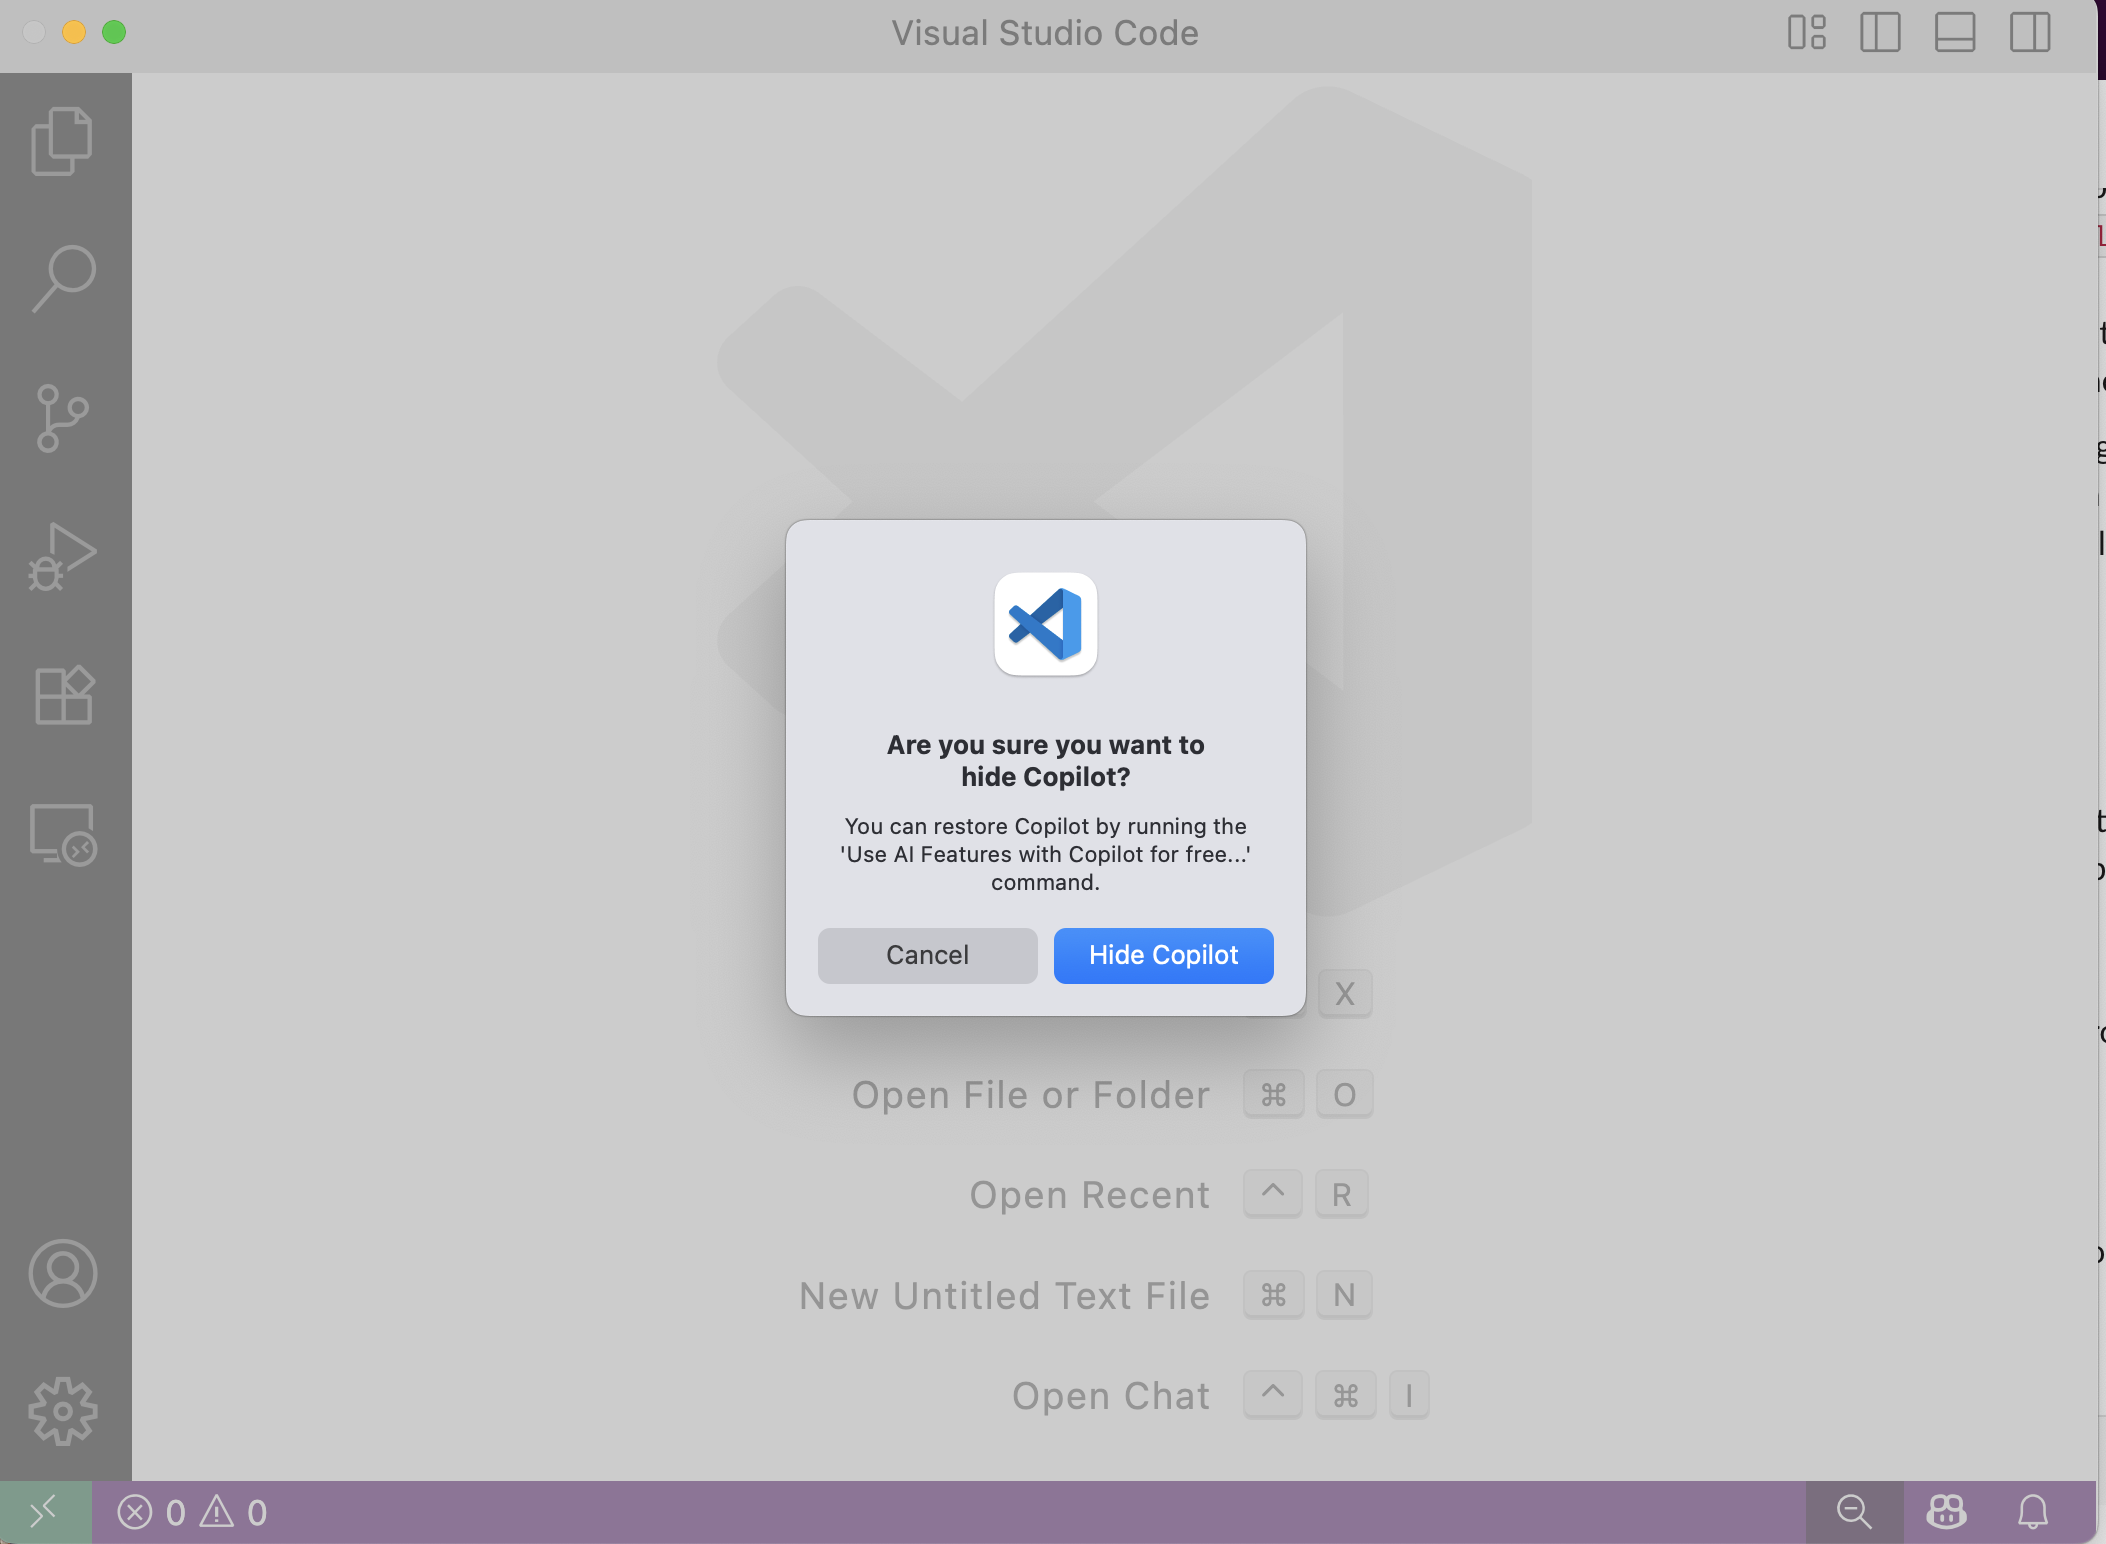 Visual Studio Code
Are you sure you want to
hide Copilot?
You can restore Copilot by running the
'Use AI Features with Copilot for free...'
command.
Cancel
Hide Copilot
X
Open File or Folder ⌘ O
Open Recent ^ R
New Untitled Text File ⌘ N
Open Chat ^ ⌘ I
0 0